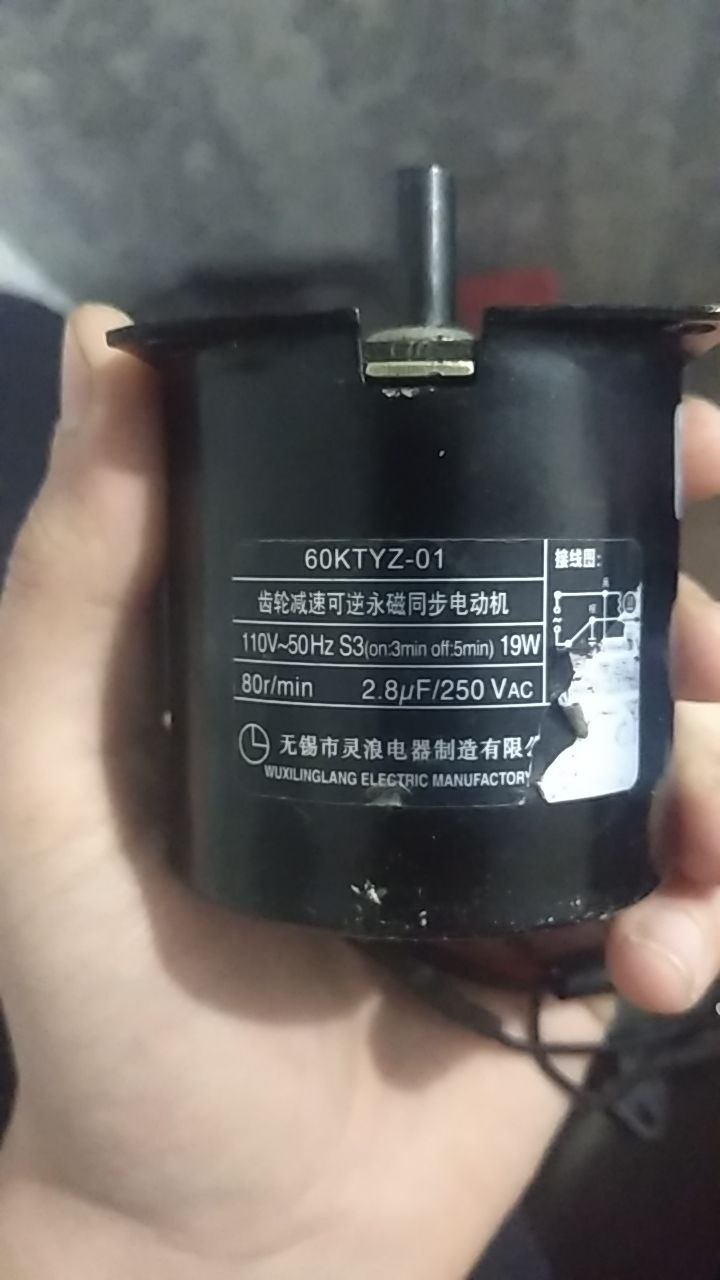 60KTYZ-01
接线图:
齿轮减速可逆永磁同步电动机
110V~50Hz S3(on:3min off:5min) 19W
80r/min 2.8μF/250 VAC
无锡市灵浪电器制造有限
WUXILINGLANG ELECTRIC MANUFACTORY